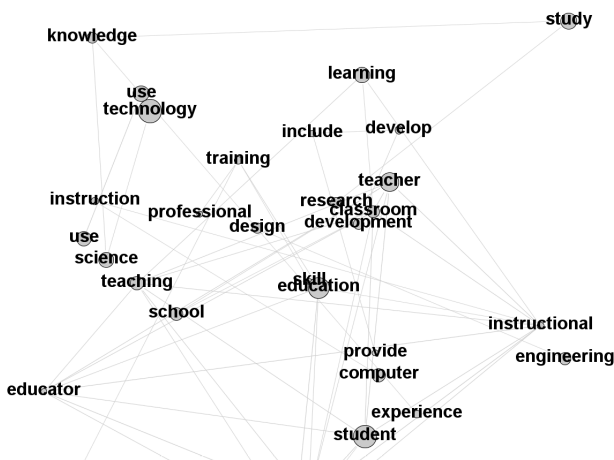 study
knowledge
learning
use
technology
develop
include
training
teacher
instruction
research
professional
classroom
development
design
use
science
skill
teaching
education
school
instructional
provide
engineering
computer
educator
experience
student